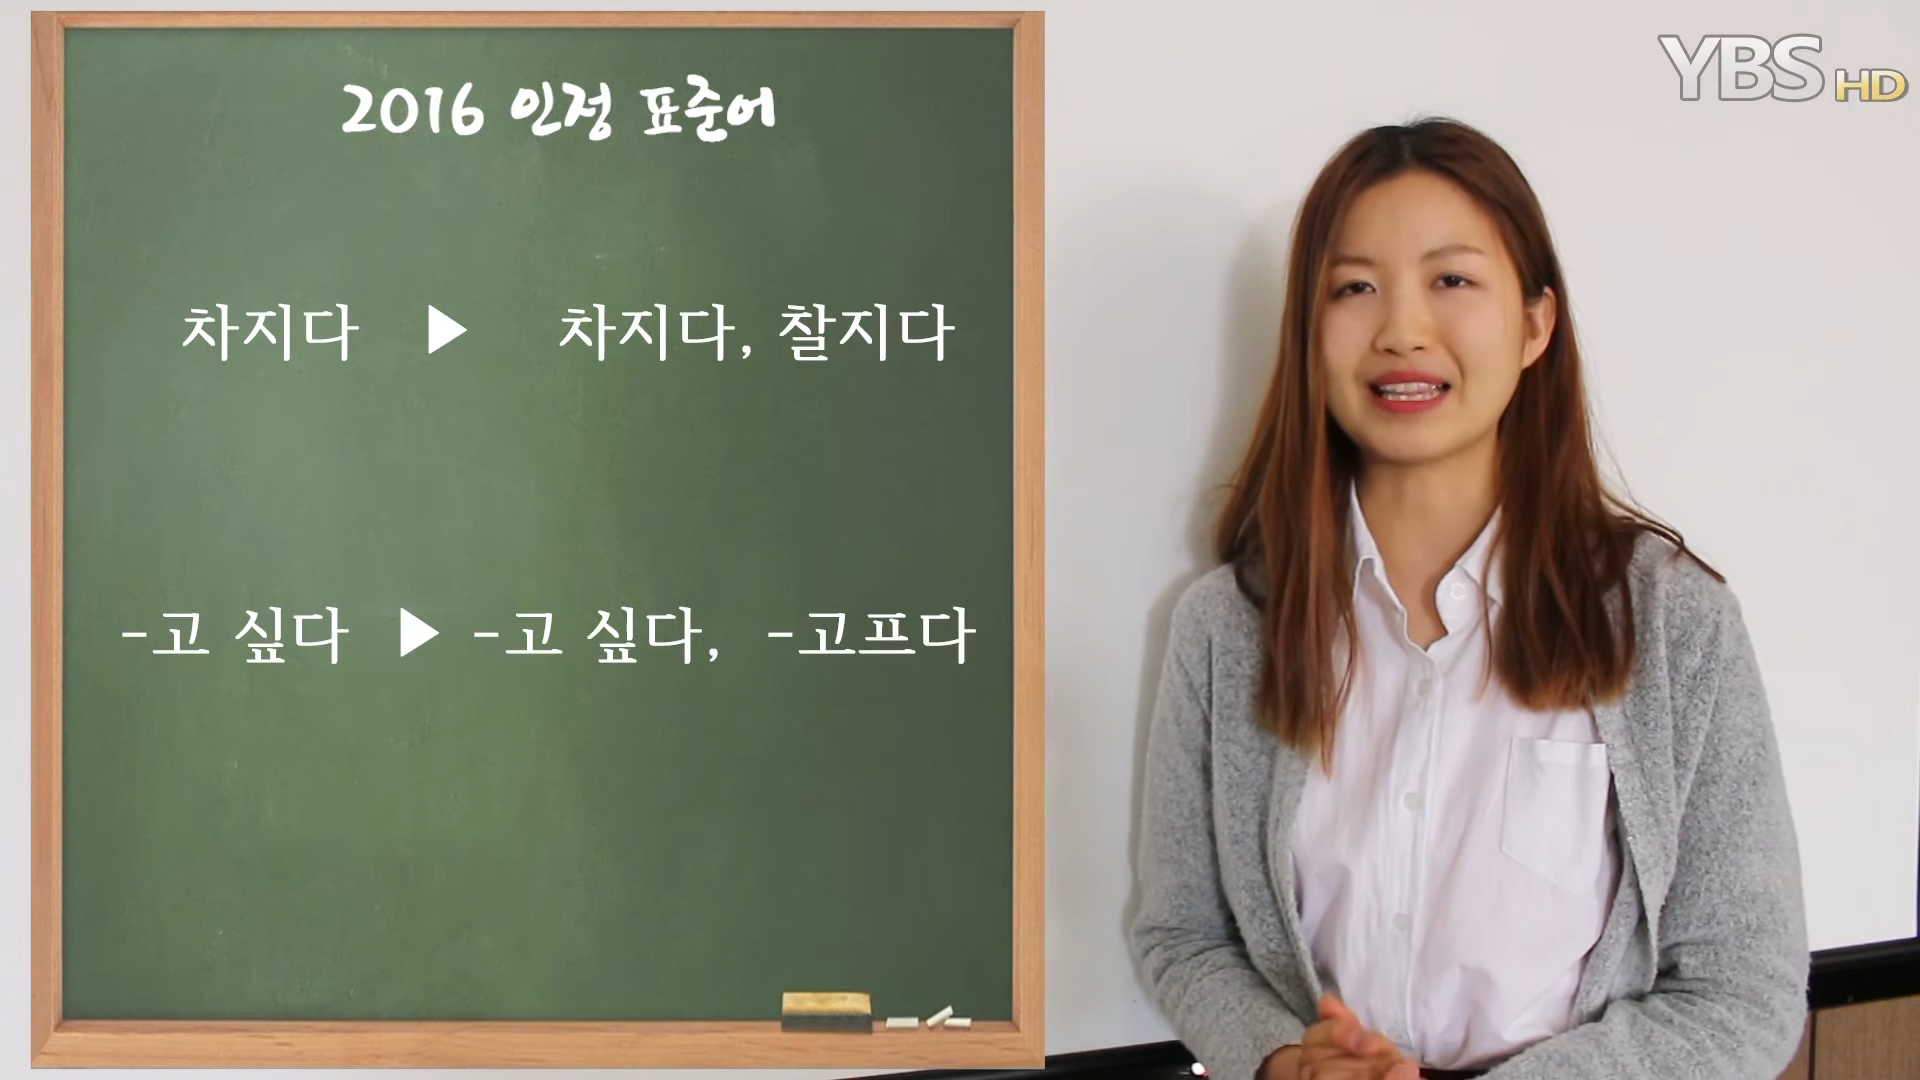 2016 인정 표준어
YBS HD
차지다 ▶ 차지다, 찰지다
-고 싶다 ▶ -고 싶다, -고프다